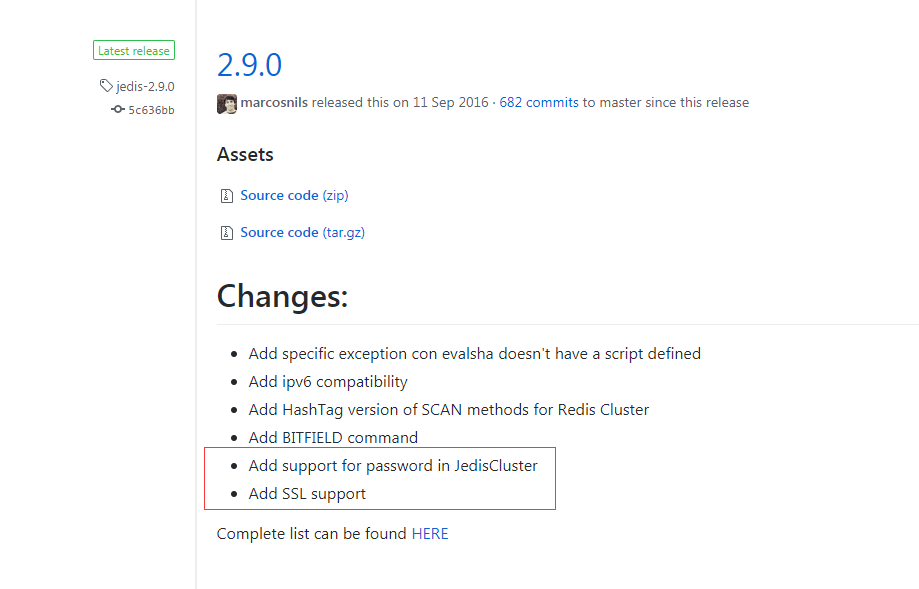 Latest release
jedis-2.9.0
5c636bb
2.9.0
marcosnils released this on 11 Sep 2016 · 682 commits to master since this release
Assets
Source code (zip)
Source code (tar.gz)
Changes:
Add specific exception con evalsha doesn't have a script defined
Add ipv6 compatibility
Add HashTag version of SCAN methods for Redis Cluster
Add BITFIELD command
Add support for password in JedisCluster
Add SSL support
Complete list can be found HERE